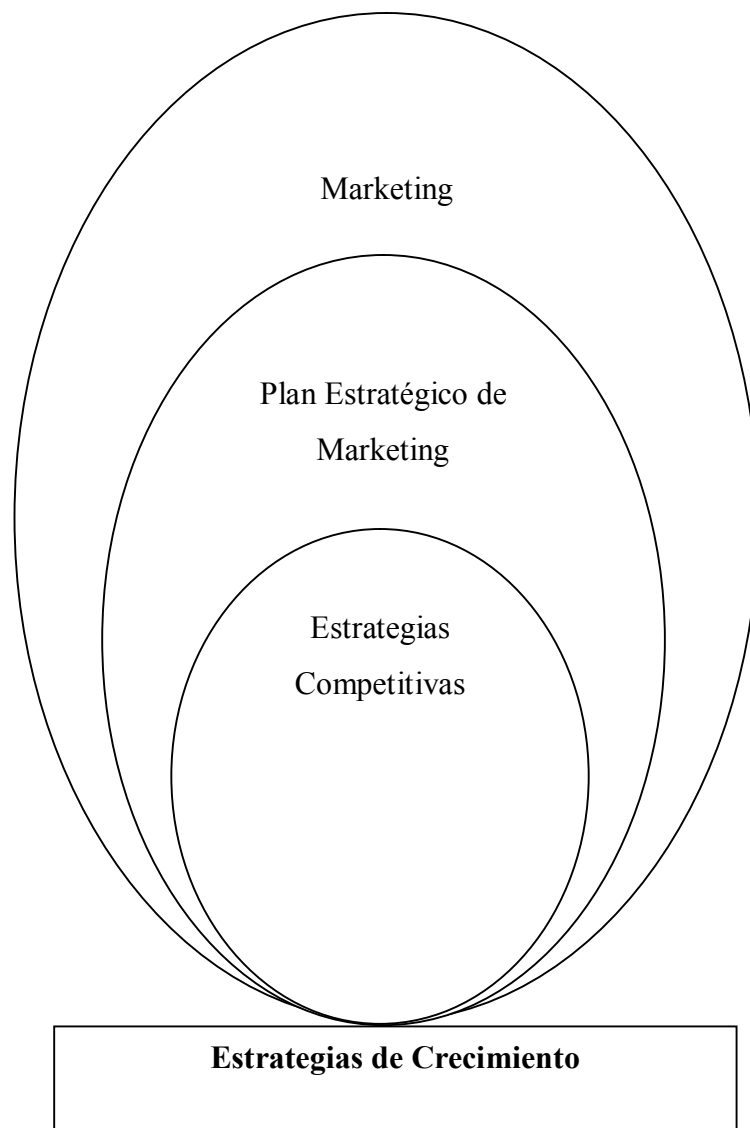 Marketing
Plan Estratégico de
Marketing
Estrategias
Competitivas
Estrategias de Crecimiento